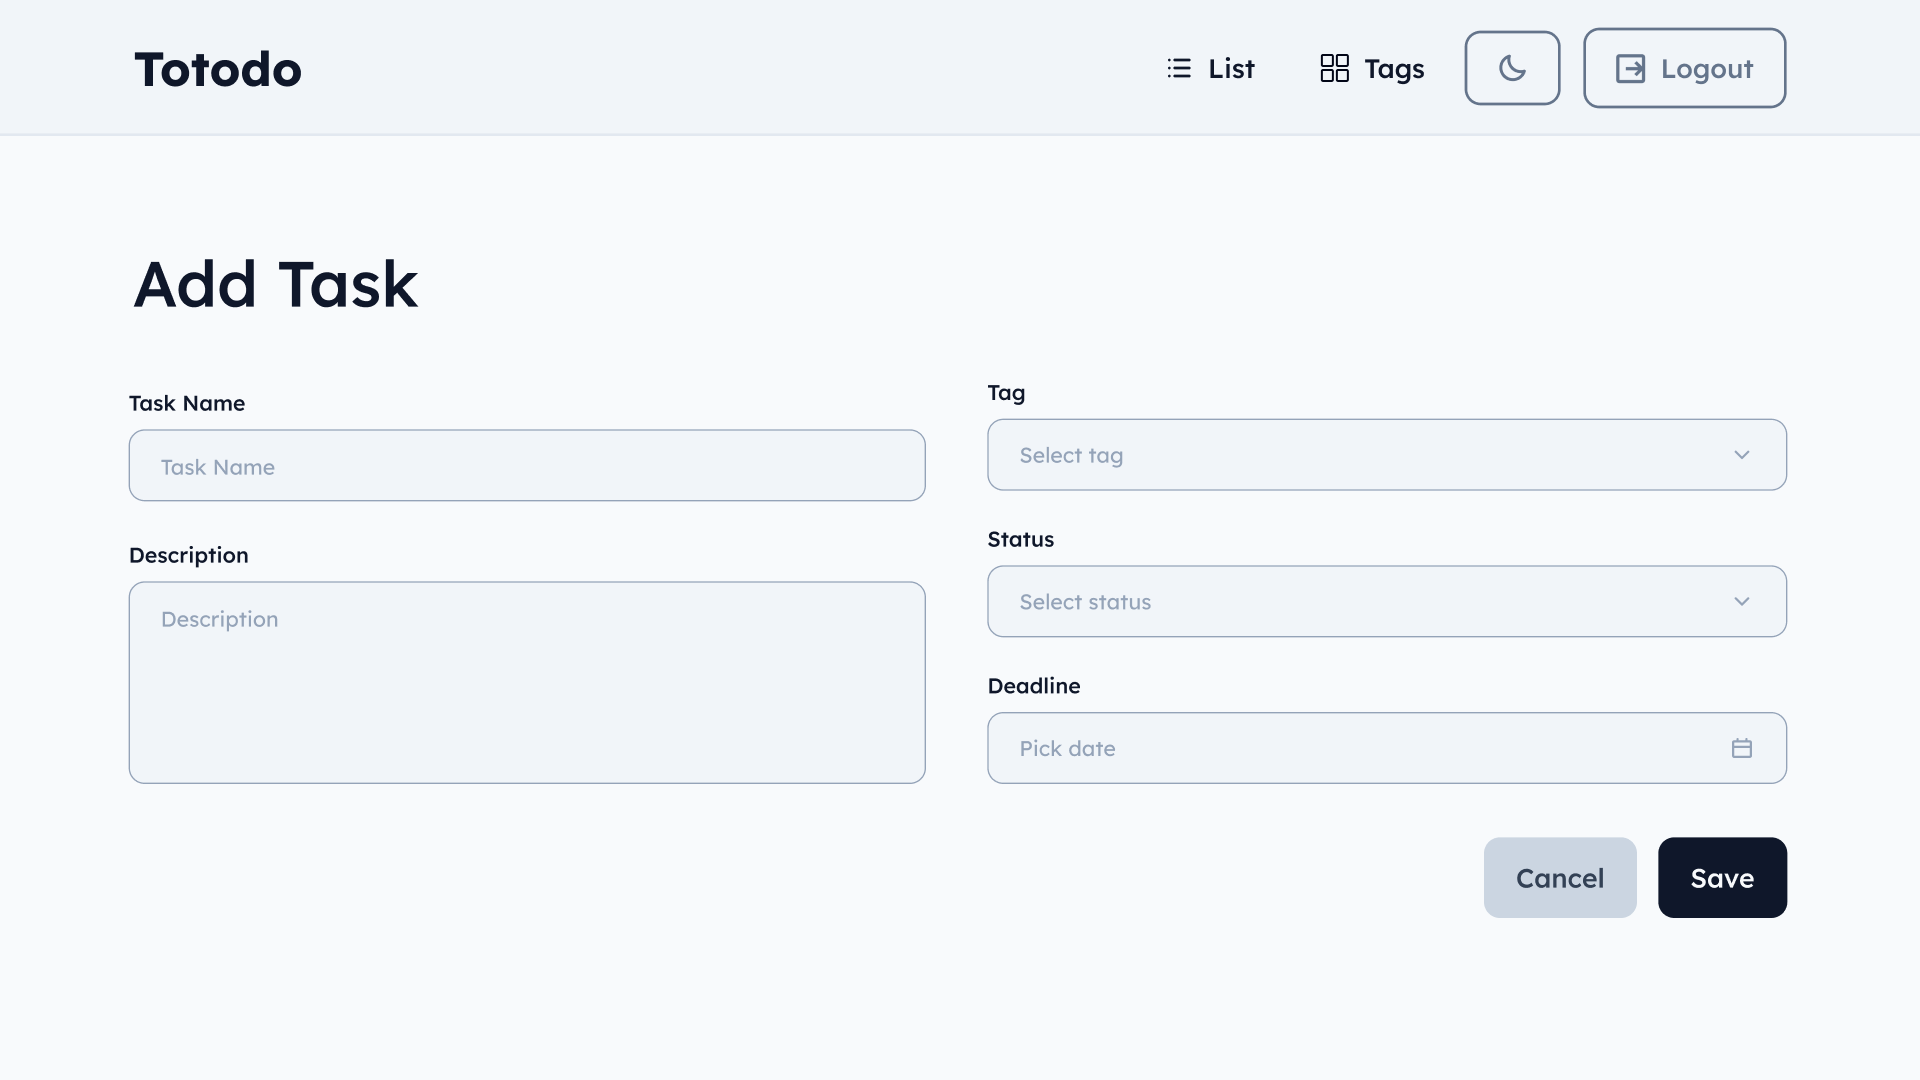 Totodo
List
Tags
Logout
Add Task
Task Name
Task Name
Description
Description
Tag
Select tag
Status
Select status
Deadline
Pick date
Cancel
Save